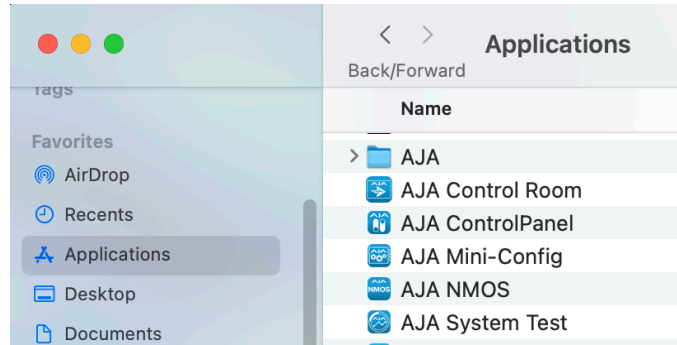 Applications
Back/Forward
Tags
Favorites
AirDrop
Recents
Applications
Desktop
Documents
Name
AJA
AJA Control Room
AJA ControlPanel
AJA Mini-Config
NMOS
AJA NMOS
AJA System Test